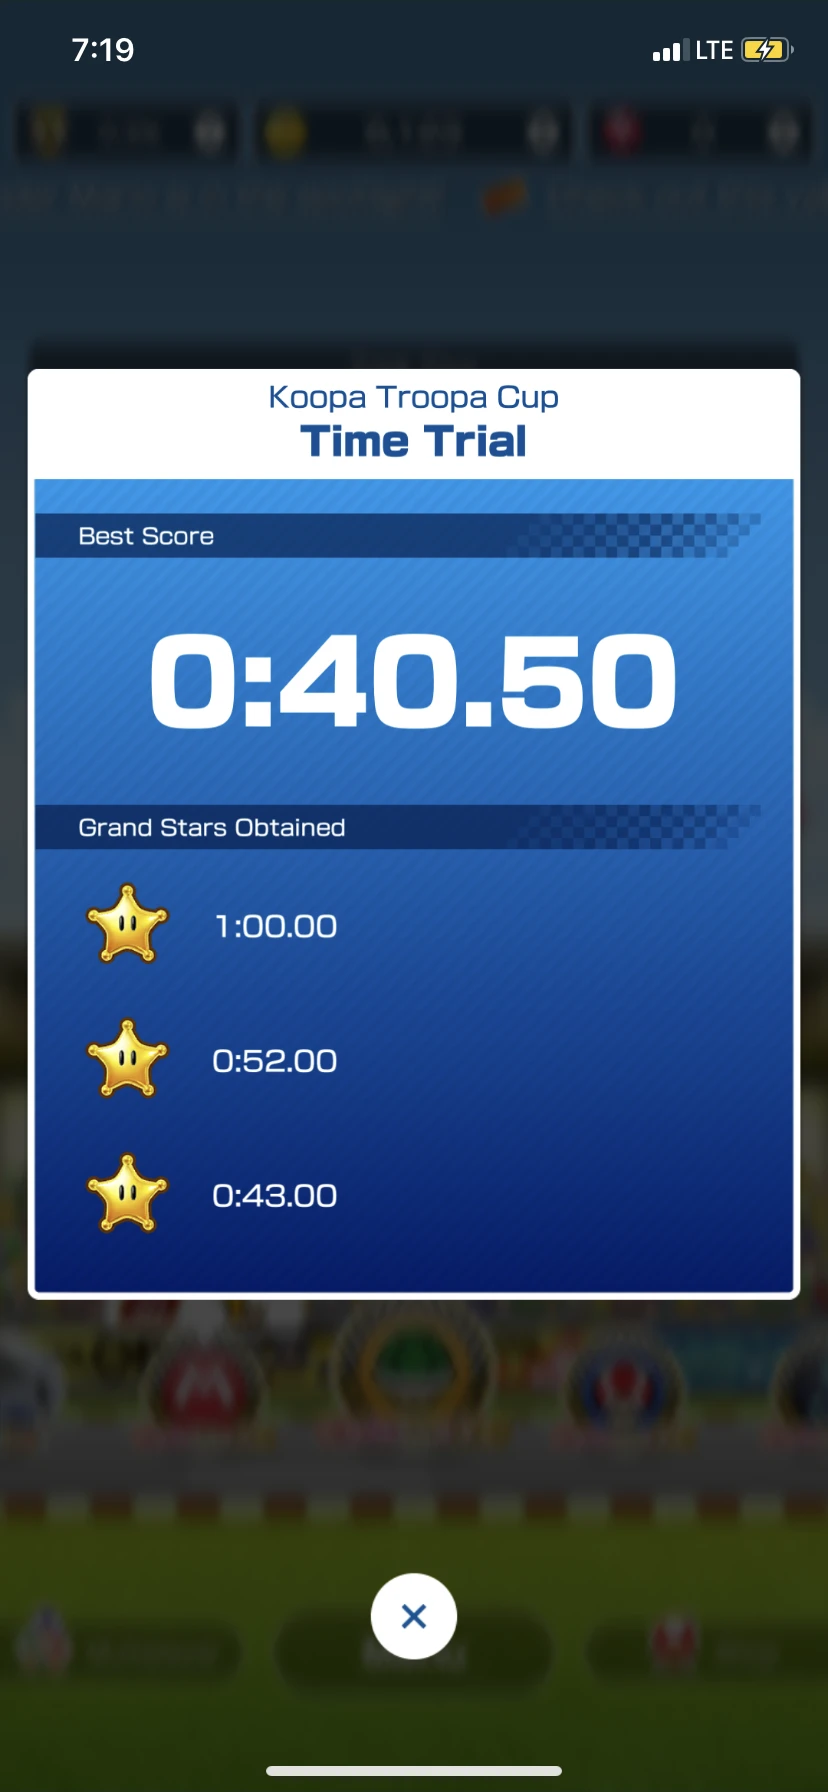 7:19 LTE
Koopa Troopa Cup
Time Trial
Best Score
0:40.50
Grand Stars Obtained
1:00.00
0:52.00
0:43.00